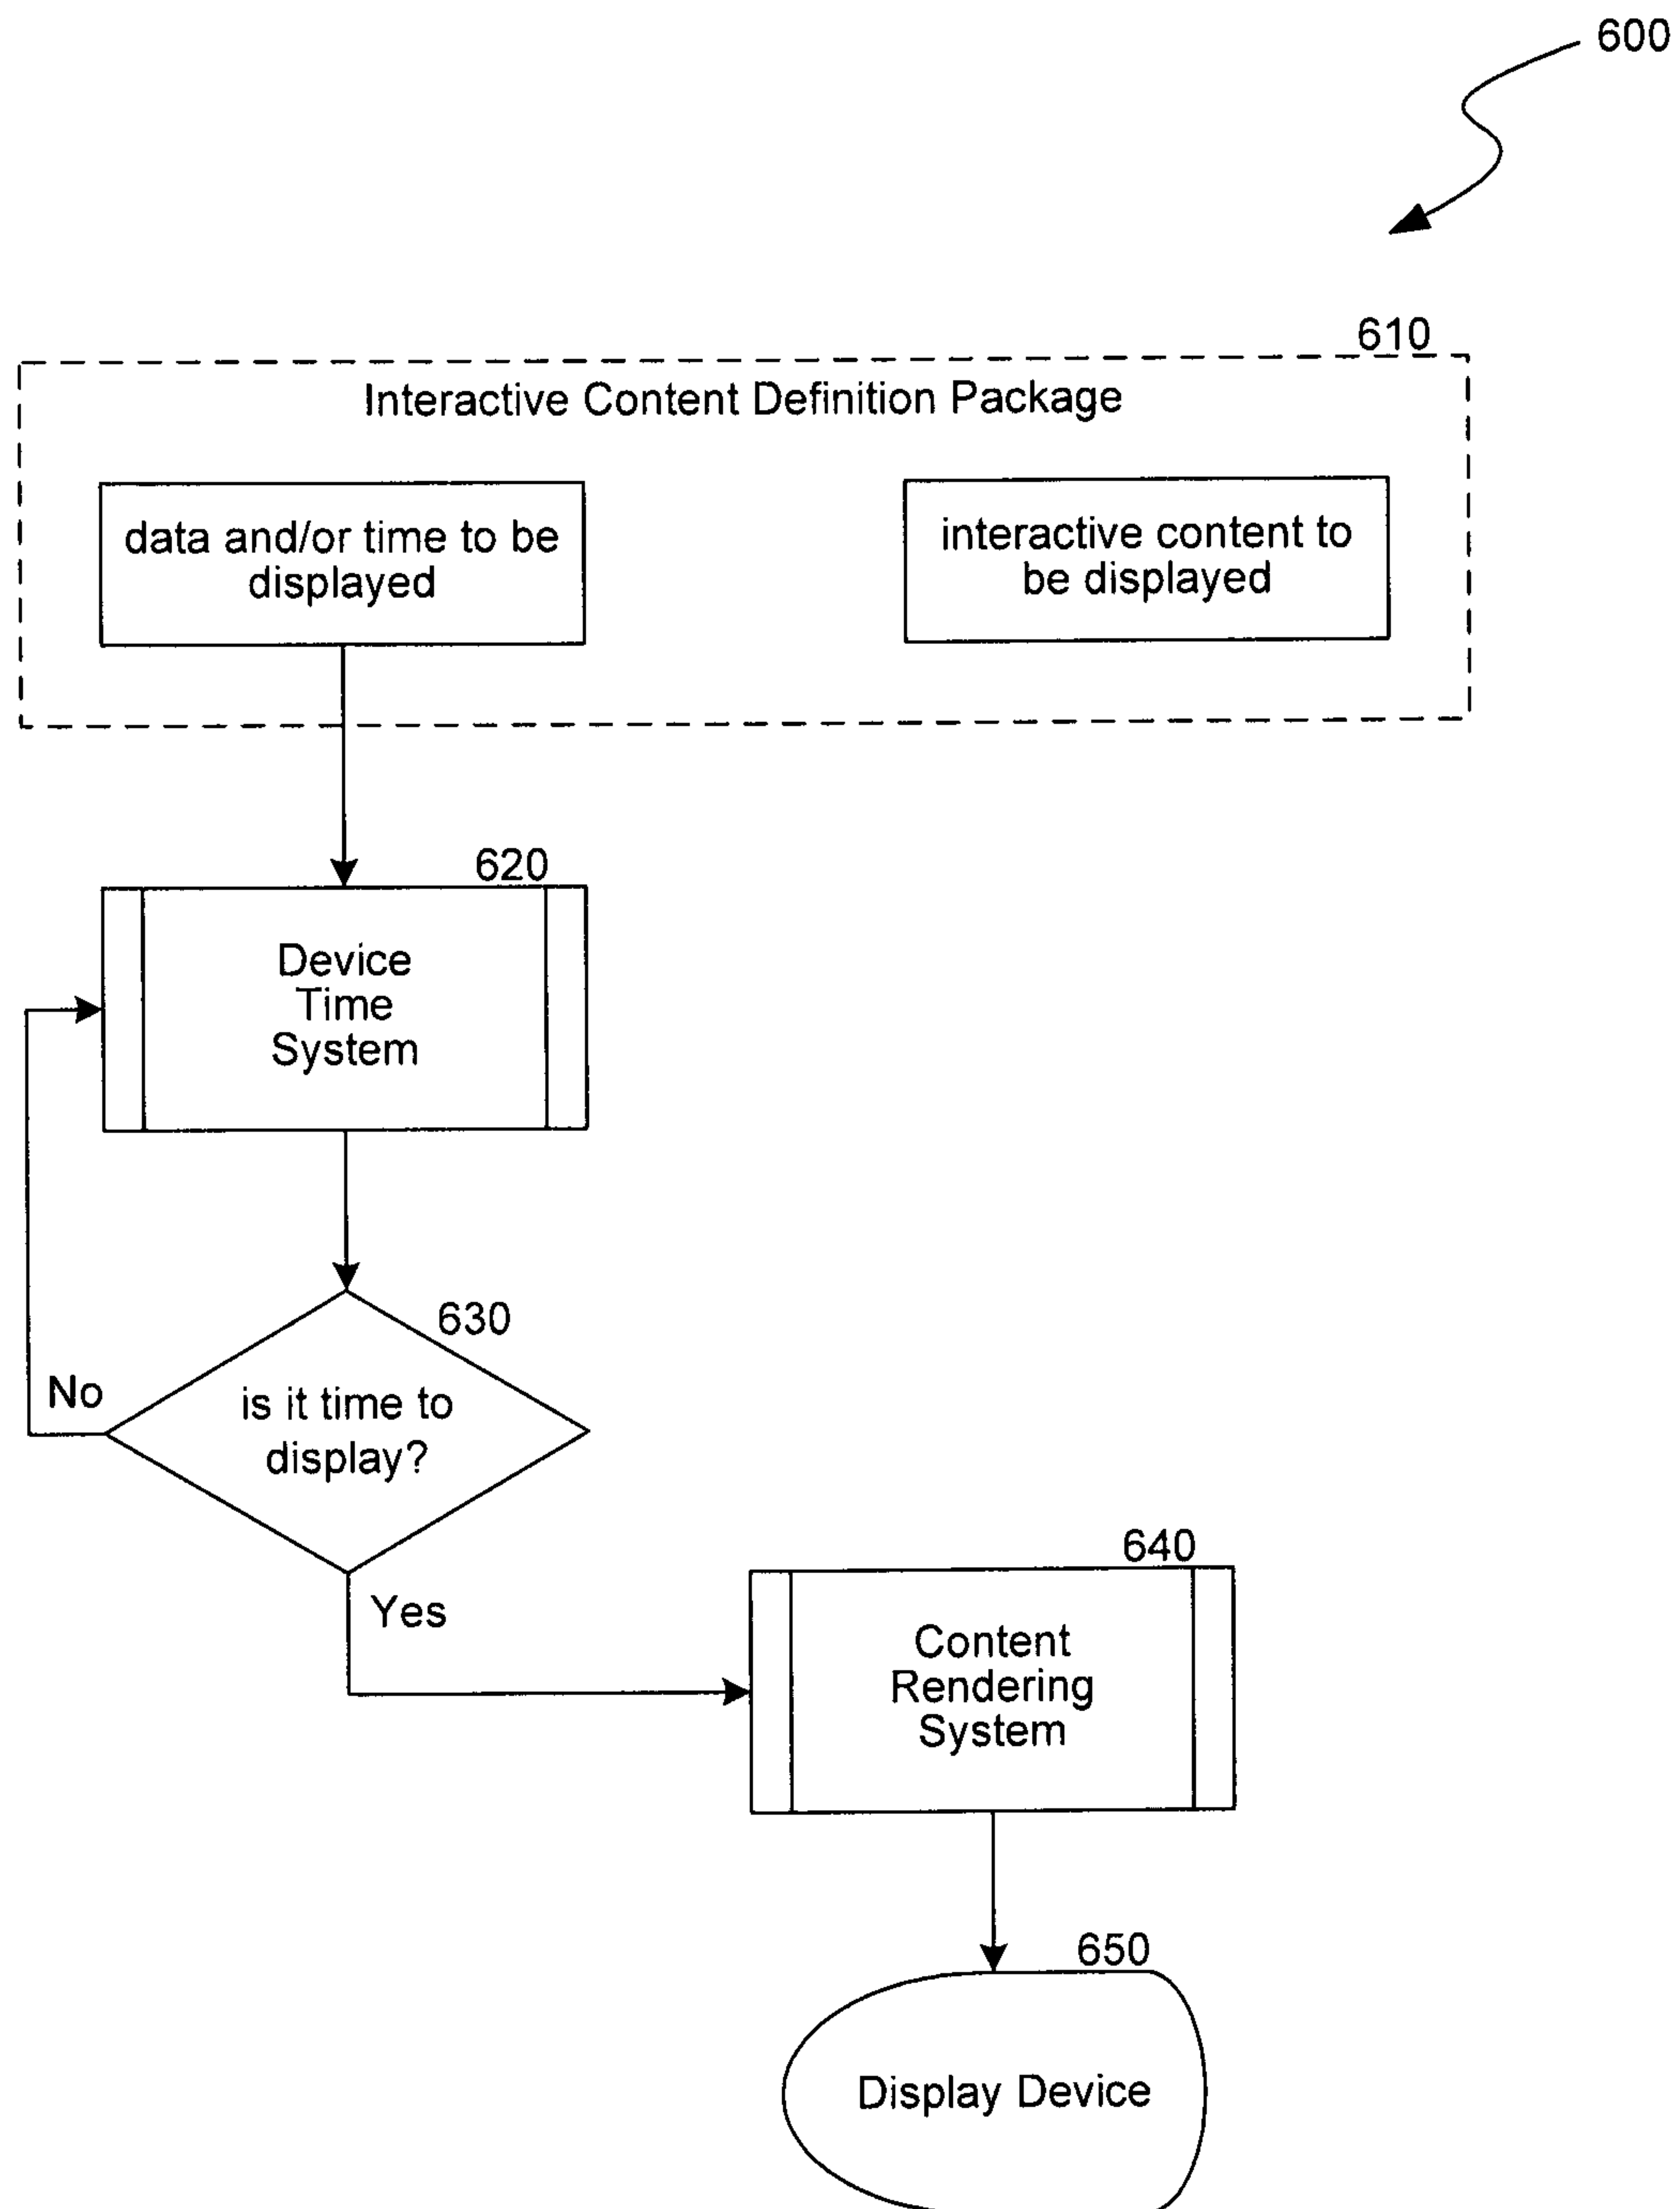 600
610
Interactive Content Definition Package
data and/or time to be
displayed
interactive content to
be displayed
620
Device
Time
System
630
is it time to
display?
No
Yes
640
Content
Rendering
System
650
Display Device